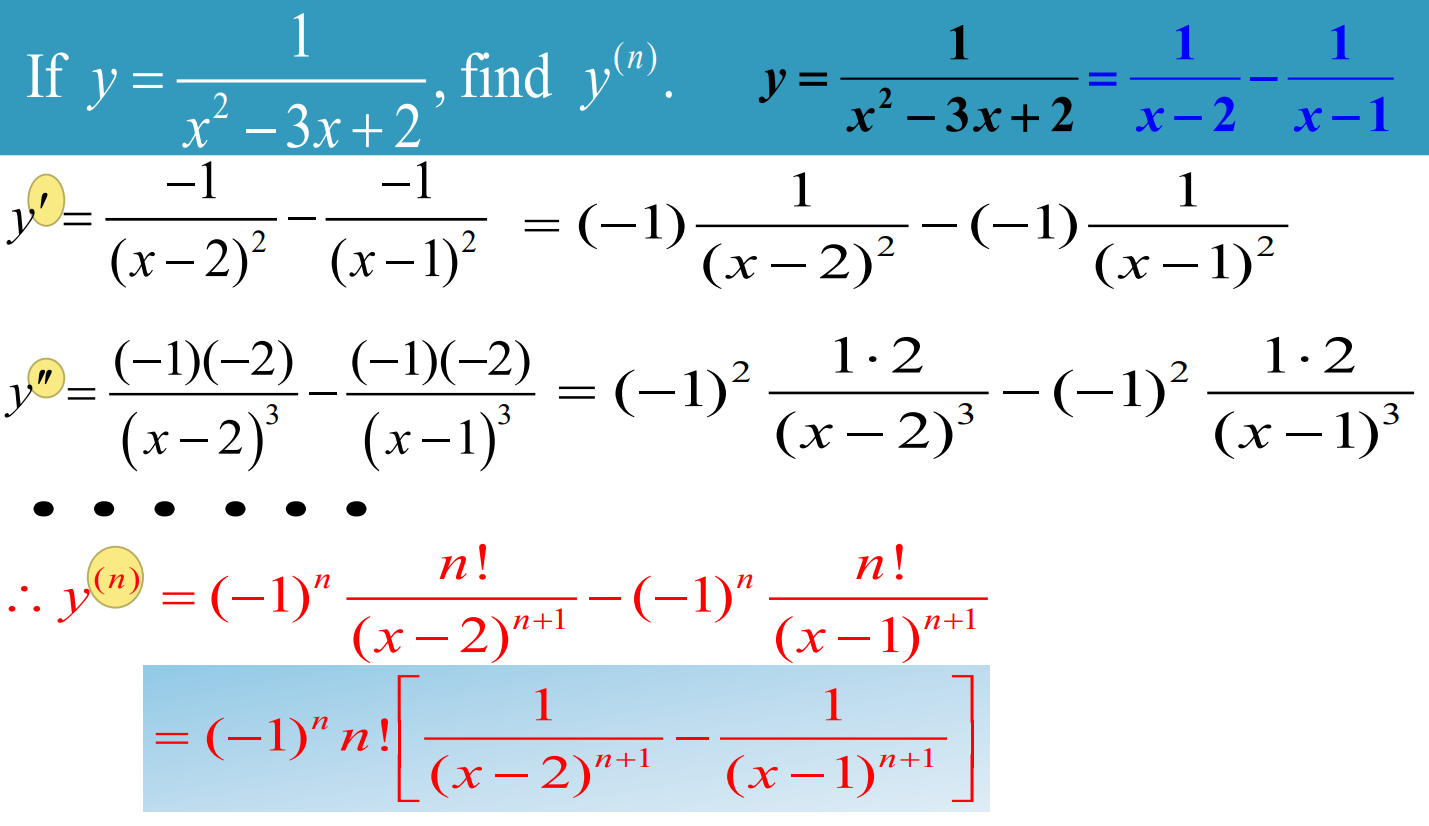 If y = 1/(x² − 3x + 2), find y⁽ⁿ⁾.
y = 1/(x² − 3x + 2) = 1/(x − 2) − 1/(x − 1)
y′ = −1/(x − 2)² − −1/(x − 1)² = (−1) 1/(x − 2)² − (−1) 1/(x − 1)²
y″ = (−1)(−2)/(x − 2)³ − (−1)(−2)/(x − 1)³ = (−1)² 1·2/(x − 2)³ − (−1)² 1·2/(x − 1)³
• • • • • •
∴ y⁽ⁿ⁾ = (−1)ⁿ n!/(x − 2)ⁿ⁺¹ − (−1)ⁿ n!/(x − 1)ⁿ⁺¹
= (−1)ⁿ n! [1/(x − 2)ⁿ⁺¹ − 1/(x − 1)ⁿ⁺¹]